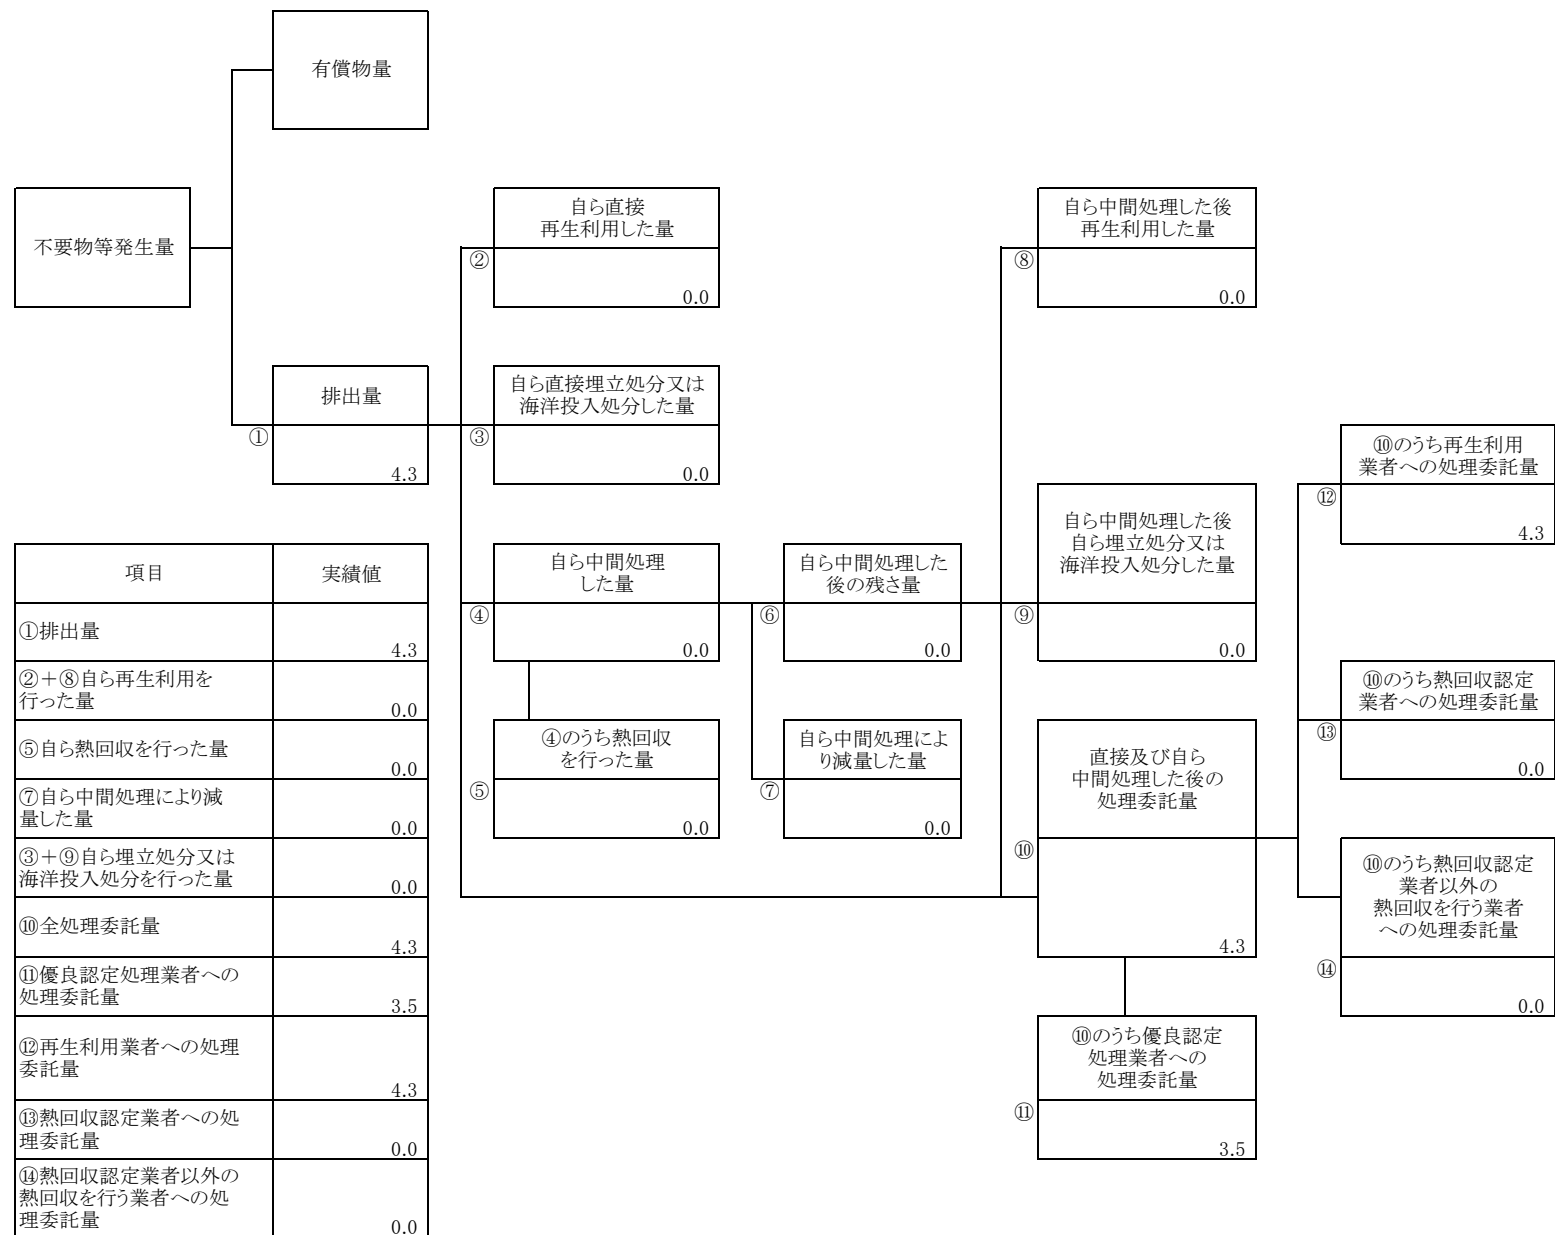 有償物量
不要物等発生量
自ら直接
再生利用した量
②
0.0
自ら中間処理した後
再生利用した量
⑧
0.0
排出量
①
4.3
自ら直接埋立処分又は
海洋投入処分した量
③
0.0
⑩のうち再生利用
業者への処理委託量
⑫
4.3
自ら中間処理
した量
④
0.0
自ら中間処理した
後の残さ量
⑥
0.0
自ら中間処理した後
自ら埋立処分又は
海洋投入処分した量
⑨
0.0
④のうち熱回収
を行った量
⑤
0.0
自ら中間処理によ
り減量した量
⑦
0.0
直接及び自ら
中間処理した後の
処理委託量
⑩
4.3
⑩のうち熱回収認定
業者への処理委託量
⑬
0.0
⑩のうち熱回収認定
業者以外の
熱回収を行う業者
への処理委託量
⑭
0.0
⑩のうち優良認定
処理業者への
処理委託量
⑪
3.5
項目 実績値
①排出量
4.3
②＋⑧自ら再生利用を
行った量
0.0
⑤自ら熱回収を行った量
0.0
⑦自ら中間処理により減
量した量
0.0
③＋⑨自ら埋立処分又は
海洋投入処分を行った量
0.0
⑩全処理委託量
4.3
⑪優良認定処理業者への
処理委託量
3.5
⑫再生利用業者への処理
委託量
4.3
⑬熱回収認定業者への処
理委託量
0.0
⑭熱回収認定業者以外の
熱回収を行う業者への処
理委託量
0.0